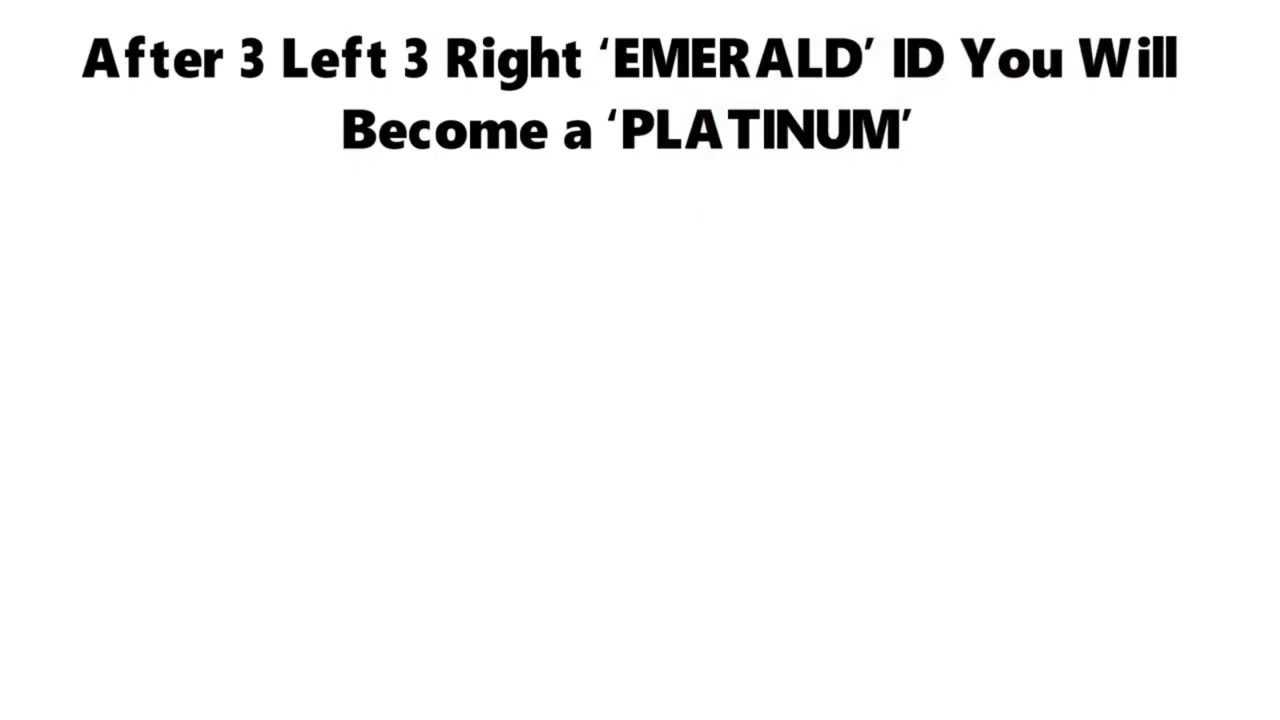 After 3 Left 3 Right ‘EMERALD’ ID You Will
Become a ‘PLATINUM’